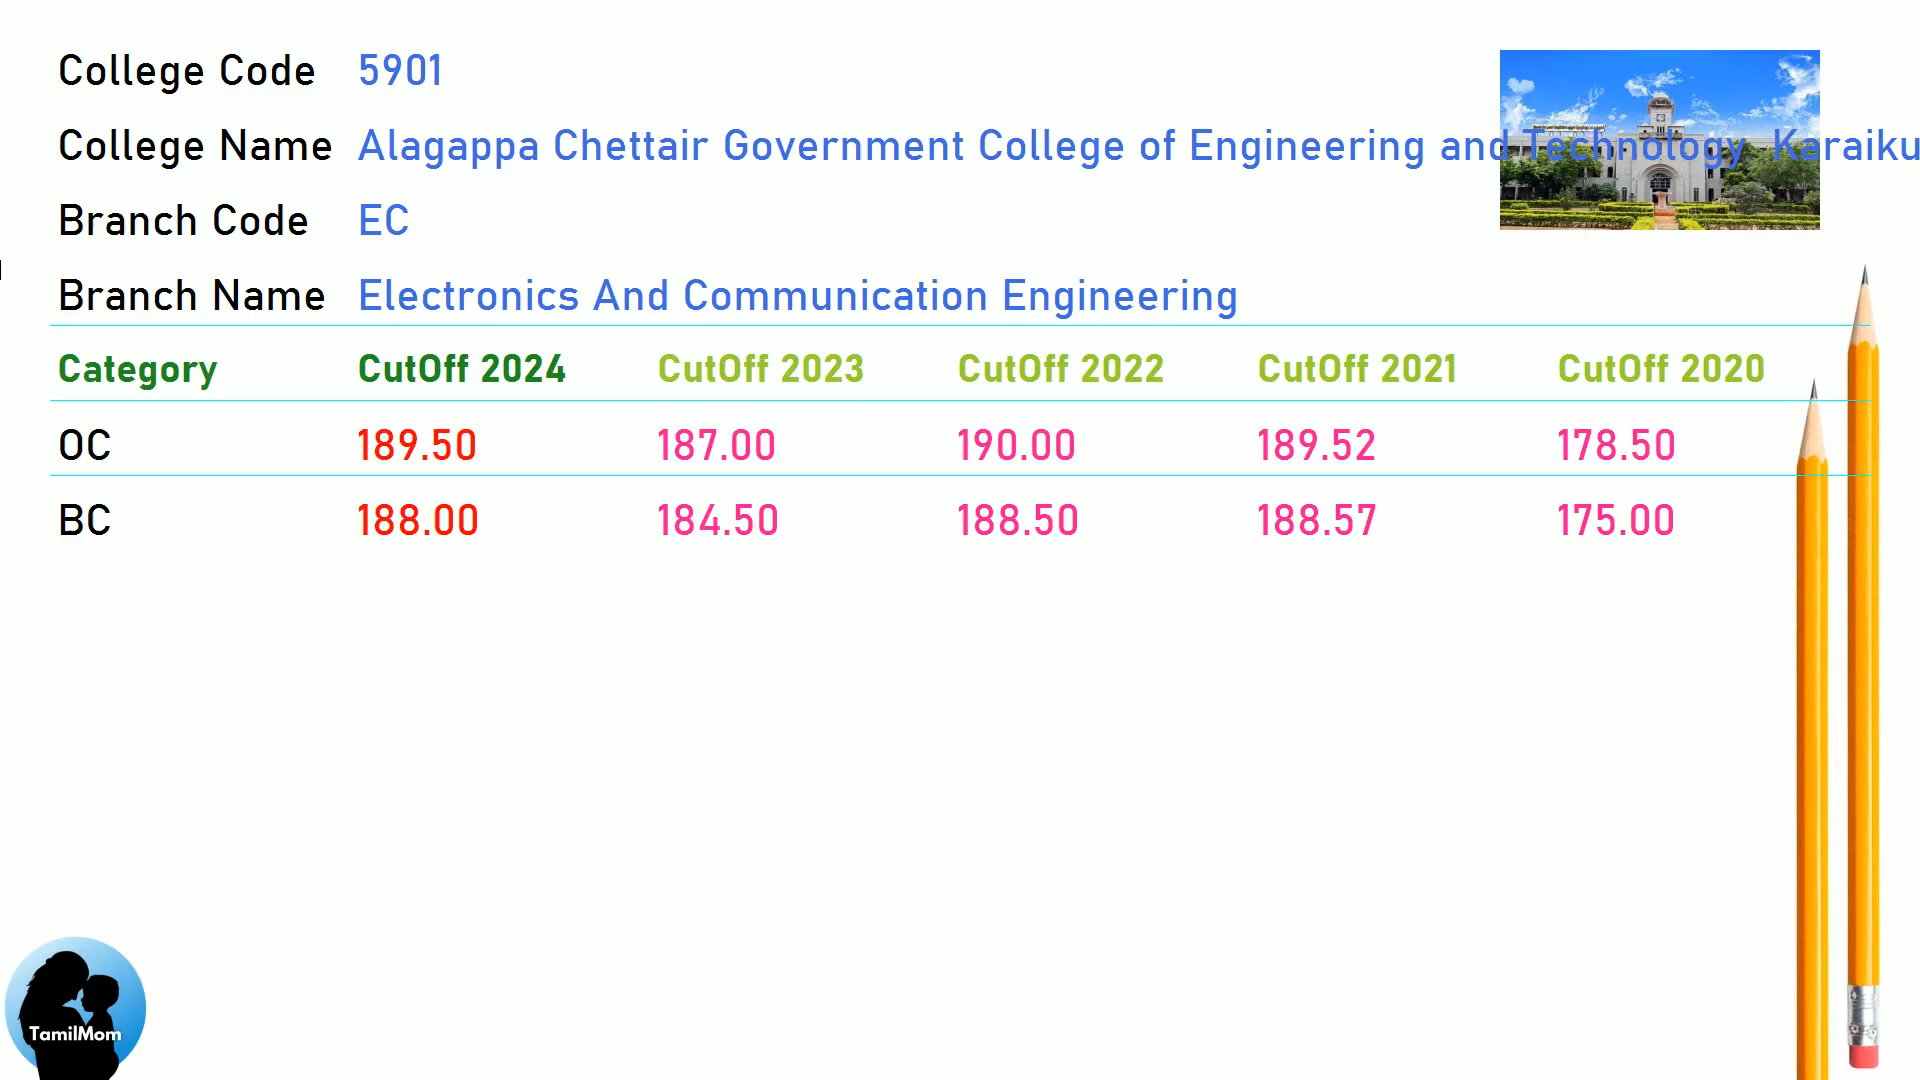 College Code 5901
College Name Alagappa Chettair Government College of Engineering and Technology Karaiku
Branch Code EC
Branch Name Electronics And Communication Engineering
Category CutOff 2024 CutOff 2023 CutOff 2022 CutOff 2021 CutOff 2020
OC 189.50 187.00 190.00 189.52 178.50
BC 188.00 184.50 188.50 188.57 175.00
TamilMom